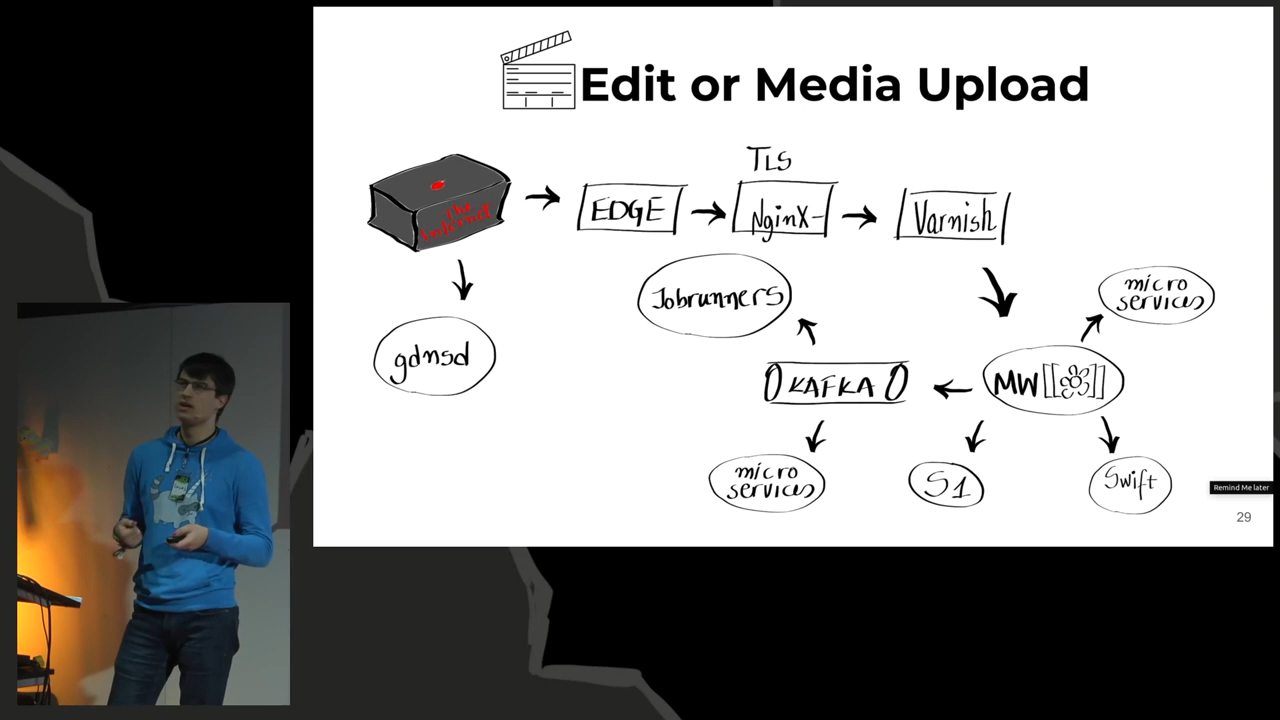 Edit or Media Upload
TLS
The
Internet
EDGE
NginX-
Varnish
Jobrunners
micro
services
gdnsd
KAFKA
MW[[]]
micro
services
S1
Swift
Remind Me later
29